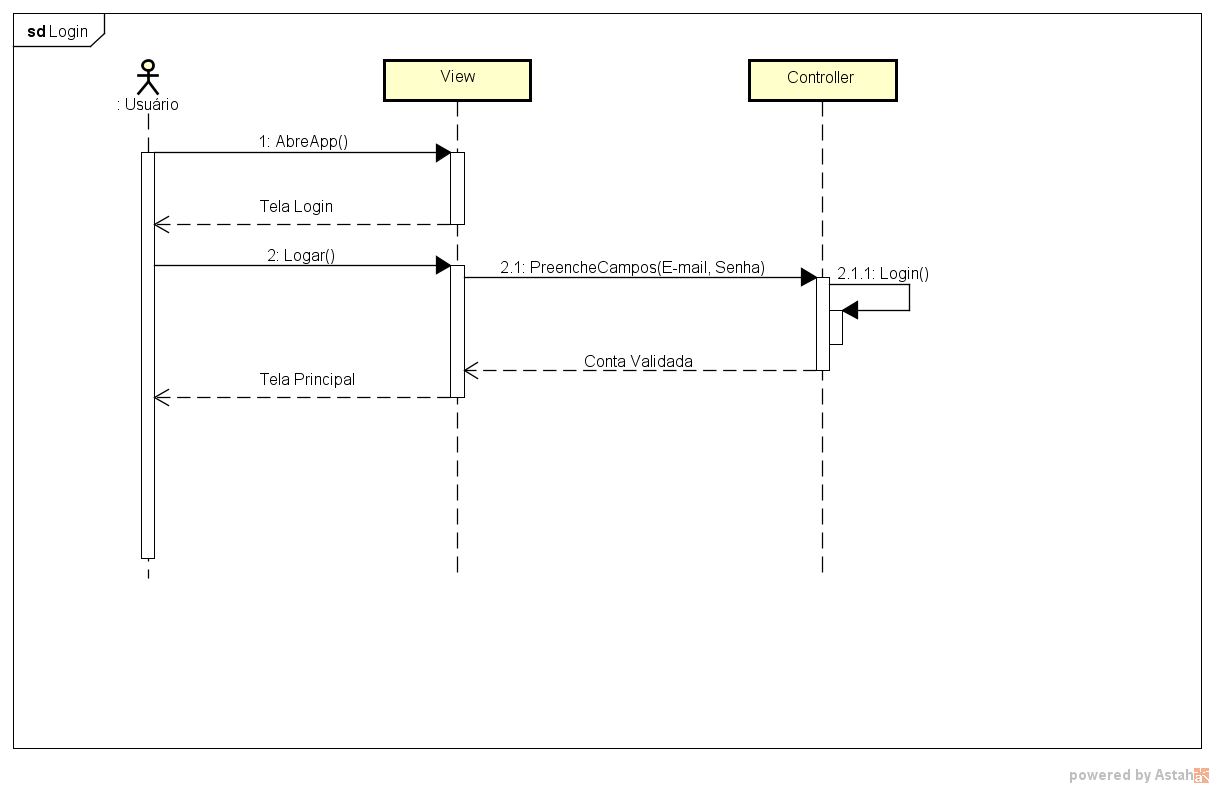 sd Login
: Usuário
View
Controller
1: AbreApp()
Tela Login
2: Logar()
2.1: PreencheCampos(E-mail, Senha)
2.1.1: Login()
Conta Validada
Tela Principal
powered by Astah